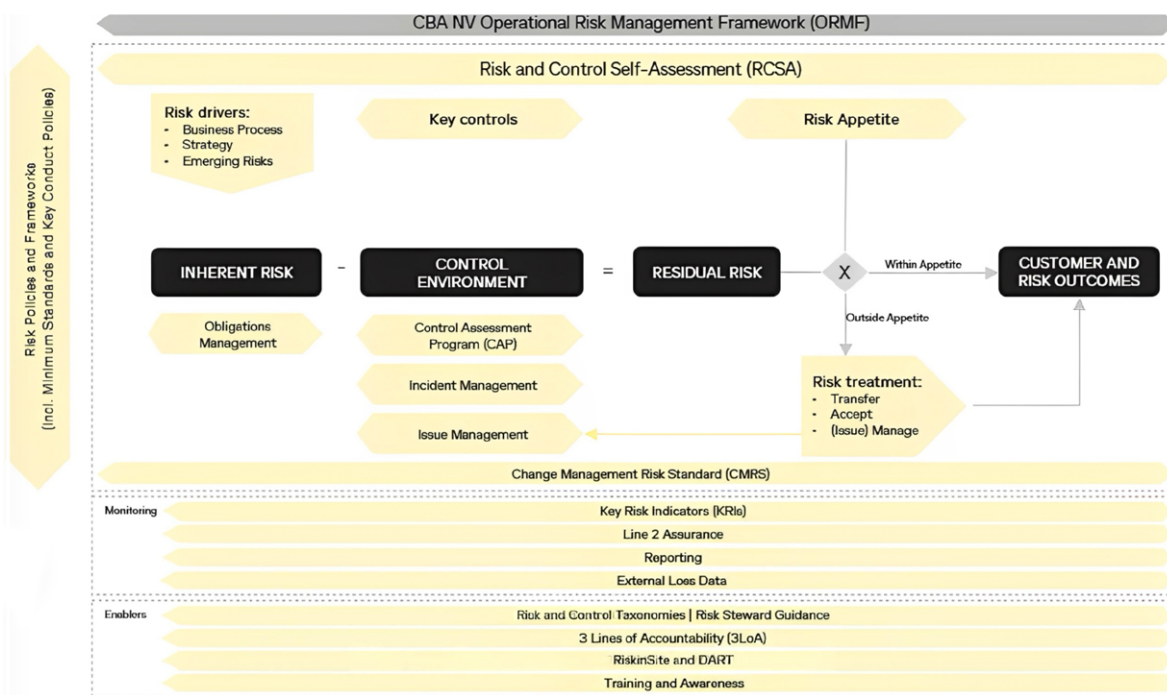 CBA NV Operational Risk Management Framework (ORMF)
Risk and Control Self-Assessment (RCSA)
Risk Policies and Frameworks
(Incl. Minimum Standards and Key Conduct Policies)
Risk drivers:
- Business Process
- Strategy
- Emerging Risks
Key controls
Risk Appetite
INHERENT RISK
-
CONTROL
ENVIRONMENT
=
RESIDUAL RISK
X
Within Appetite
CUSTOMER AND
RISK OUTCOMES
Outside Appetite
Obligations
Management
Control Assessment
Program (CAP)
Incident Management
Issue Management
Risk treatment:
- Transfer
- Accept
- (Issue) Manage
Change Management Risk Standard (CMRS)
Monitoring
Key Risk Indicators (KRIs)
Line 2 Assurance
Reporting
External Loss Data
Enablers
Risk and Control Taxonomies | Risk Steward Guidance
3 Lines of Accountability (3LoA)
RiskinSite and DART
Training and Awareness